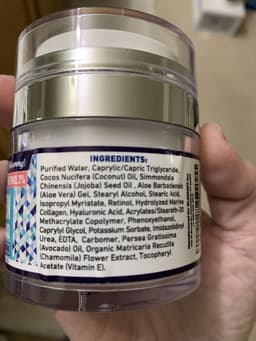 INGREDIENTS:
Purified Water, Caprylic/Capric Triglyceride,
Cocos Nucifera (Coconut) Oil, Simmondsia
Chinensis (Jojoba) Seed Oil , Aloe Barbadensis
(Aloe Vera) Gel, Stearyl Alcohol, Stearic Acid,
Isopropyl Myristate, Retinol, Hydrolyzed Marine
Collagen, Hyaluronic Acid, Acrylates/Steareth-20
Methacrylate Copolymer, Phenoxyethanol,
Caprylyl Glycol, Potassium Sorbate, Imidazolidinyl
Urea, EDTA, Carbomer, Persea Gratissima
(Avocado) Oil, Organic Matricaria Recutita
(Chamomile) Flower Extract, Tocopheryl
Acetate (Vitamin E).